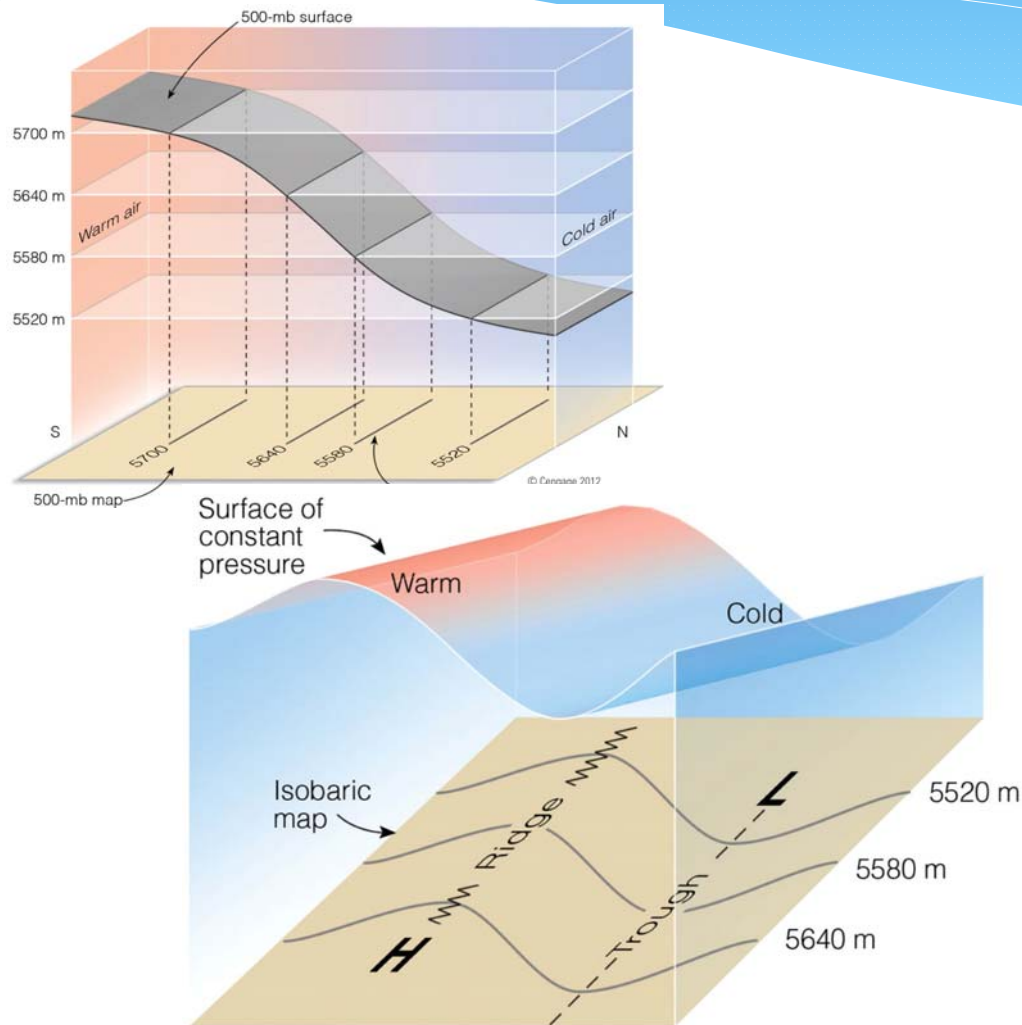 500-mb surface
5700 m
5640 m
5580 m
5520 m
Warm air
Cold air
S
N
5700
5640
5580
5520
© Cengage 2012
500-mb map
Surface of
constant
pressure
Warm
Cold
Isobaric
map
Ridge
H
L
Trough
5520 m
5580 m
5640 m